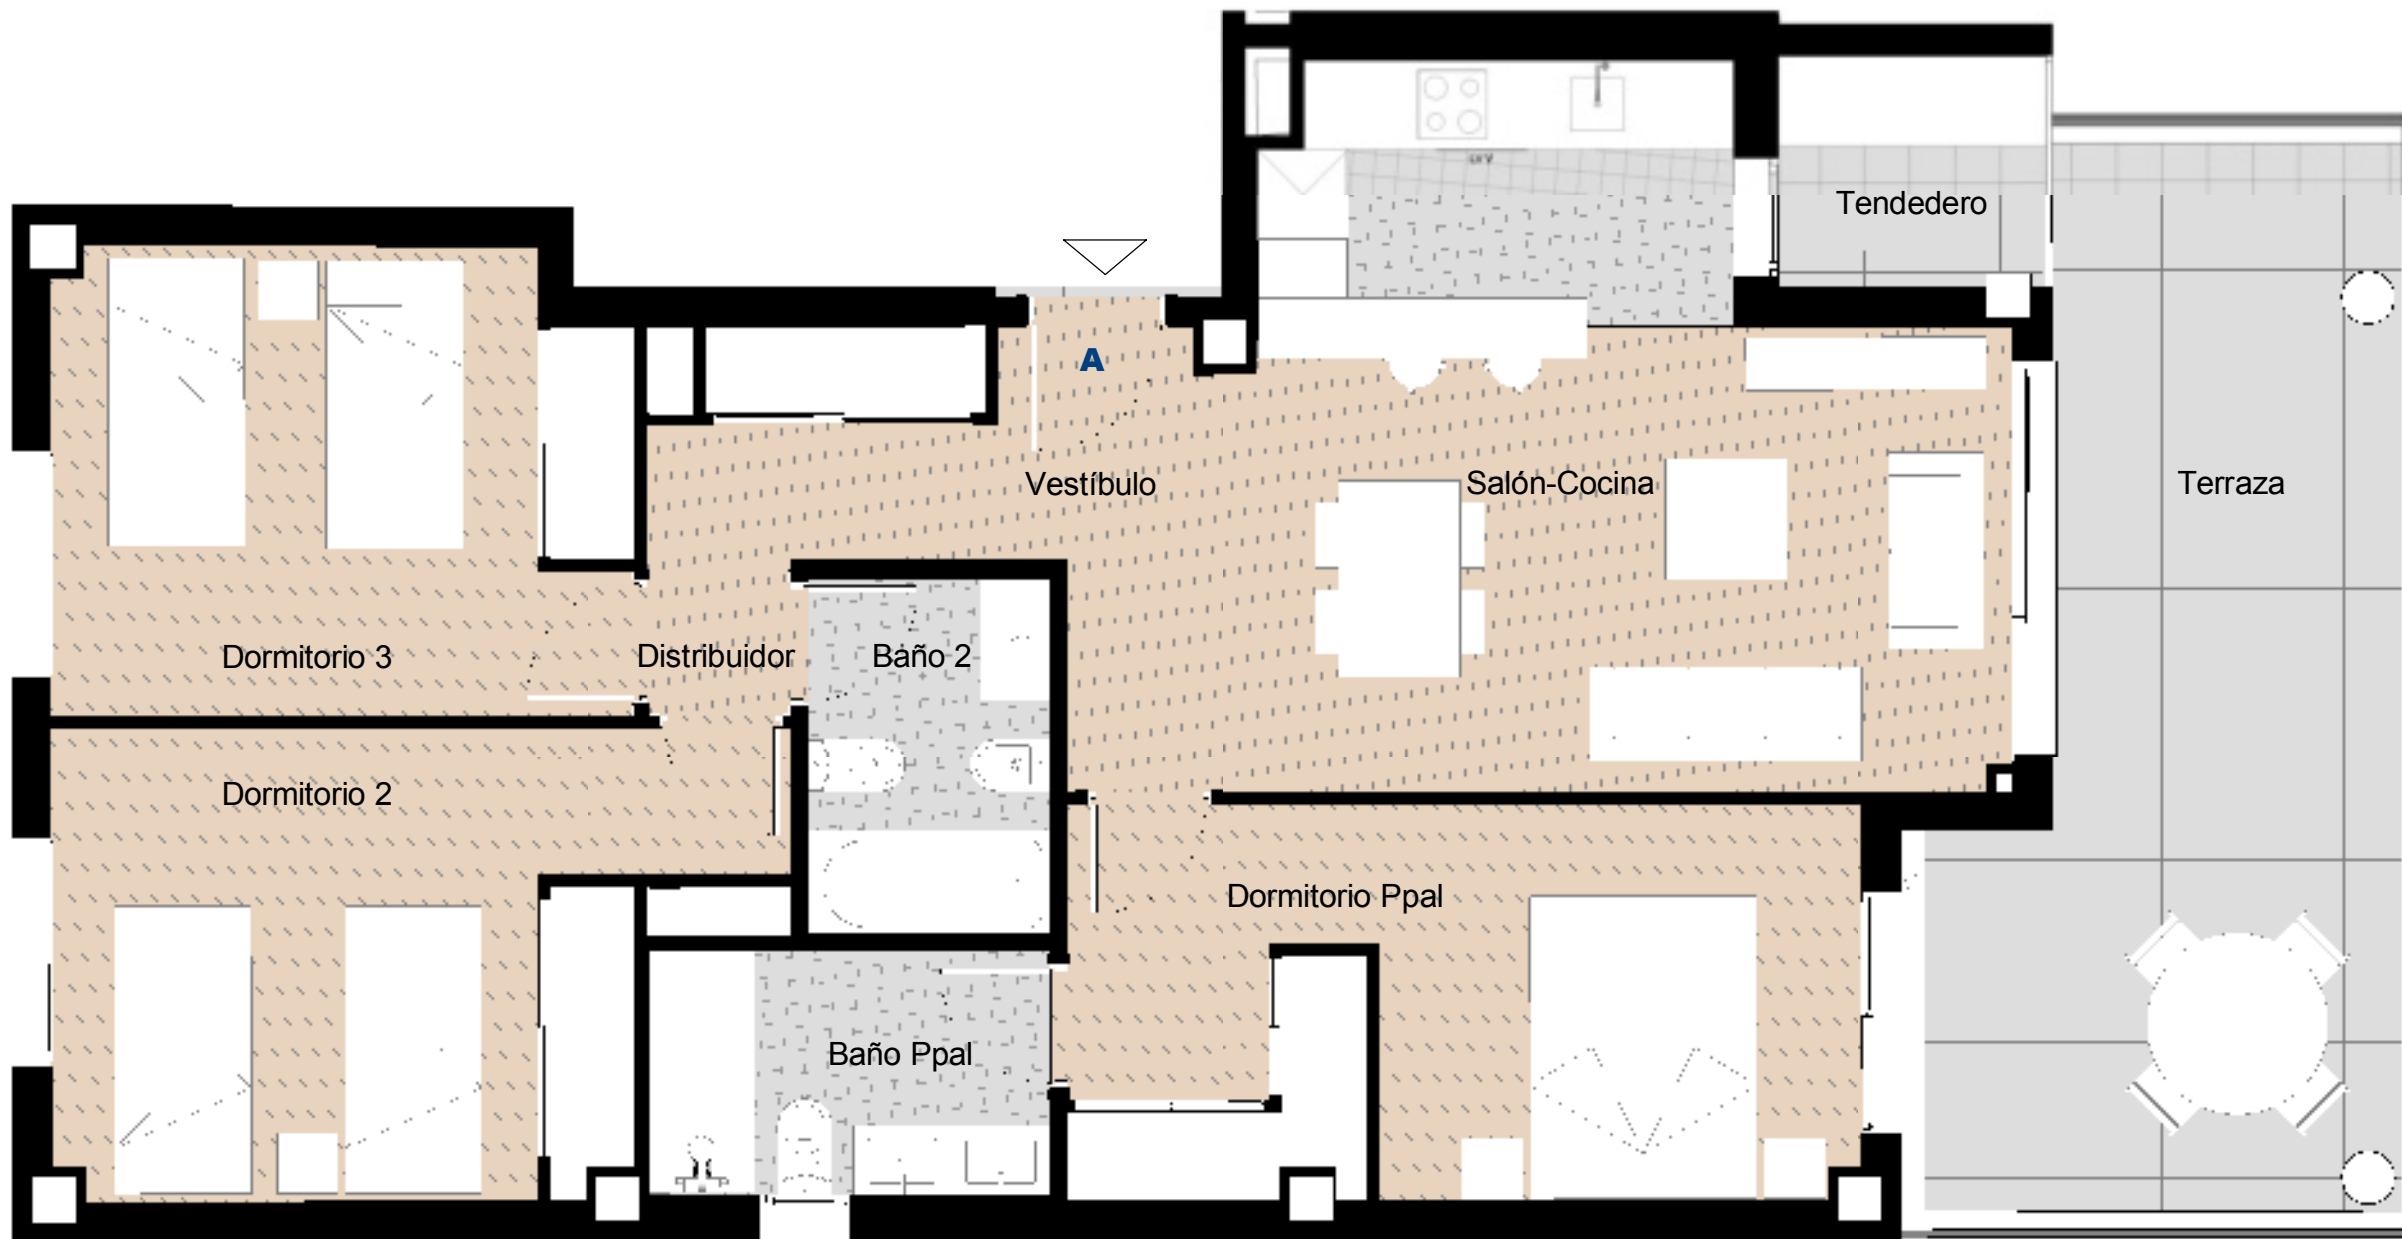 Tendedero
A
Vestíbulo
Salón-Cocina
Terraza
Dormitorio 3
Distribuidor
Baño 2
Dormitorio 2
Dormitorio Ppal
Baño Ppal